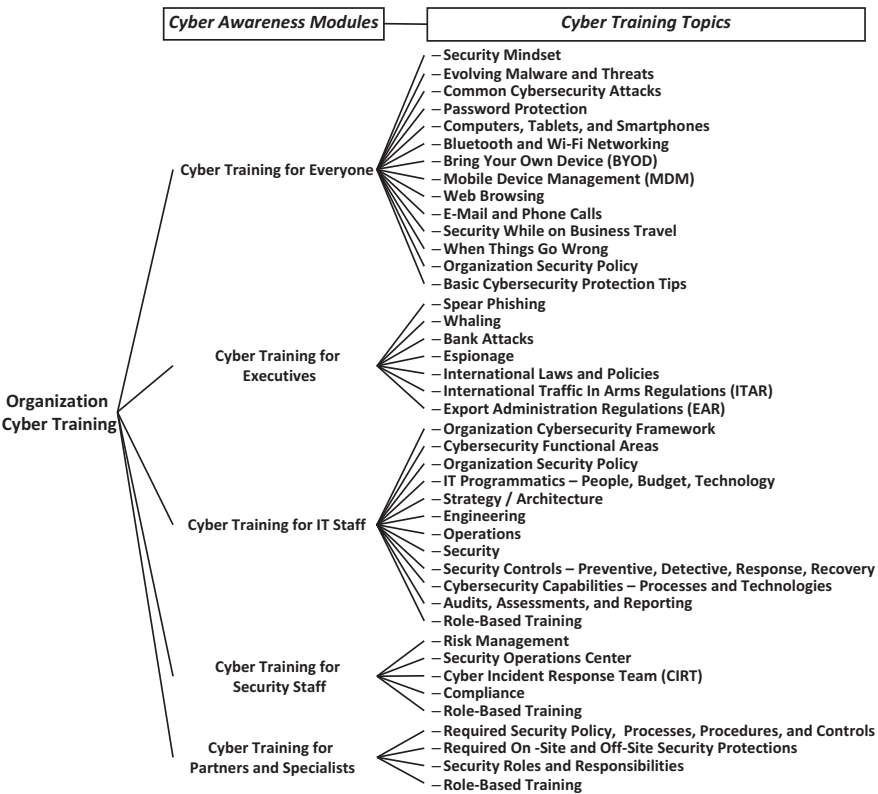 Cyber Awareness Modules
Cyber Training Topics
Organization
Cyber Training
Cyber Training for Everyone
– Security Mindset
– Evolving Malware and Threats
– Common Cybersecurity Attacks
– Password Protection
– Computers, Tablets, and Smartphones
– Bluetooth and Wi-Fi Networking
– Bring Your Own Device (BYOD)
– Mobile Device Management (MDM)
– Web Browsing
– E-Mail and Phone Calls
– Security While on Business Travel
– When Things Go Wrong
– Organization Security Policy
– Basic Cybersecurity Protection Tips
Cyber Training for
Executives
– Spear Phishing
– Whaling
– Bank Attacks
– Espionage
– International Laws and Policies
– International Traffic In Arms Regulations (ITAR)
– Export Administration Regulations (EAR)
Cyber Training for IT Staff
– Organization Cybersecurity Framework
– Cybersecurity Functional Areas
– Organization Security Policy
– IT Programmatics – People, Budget, Technology
– Strategy / Architecture
– Engineering
– Operations
– Security
– Security Controls – Preventive, Detective, Response, Recovery
– Cybersecurity Capabilities – Processes and Technologies
– Audits, Assessments, and Reporting
– Role-Based Training
Cyber Training for
Security Staff
– Risk Management
– Security Operations Center
– Cyber Incident Response Team (CIRT)
– Compliance
– Role-Based Training
Cyber Training for
Partners and Specialists
– Required Security Policy, Processes, Procedures, and Controls
– Required On -Site and Off-Site Security Protections
– Security Roles and Responsibilities
– Role-Based Training